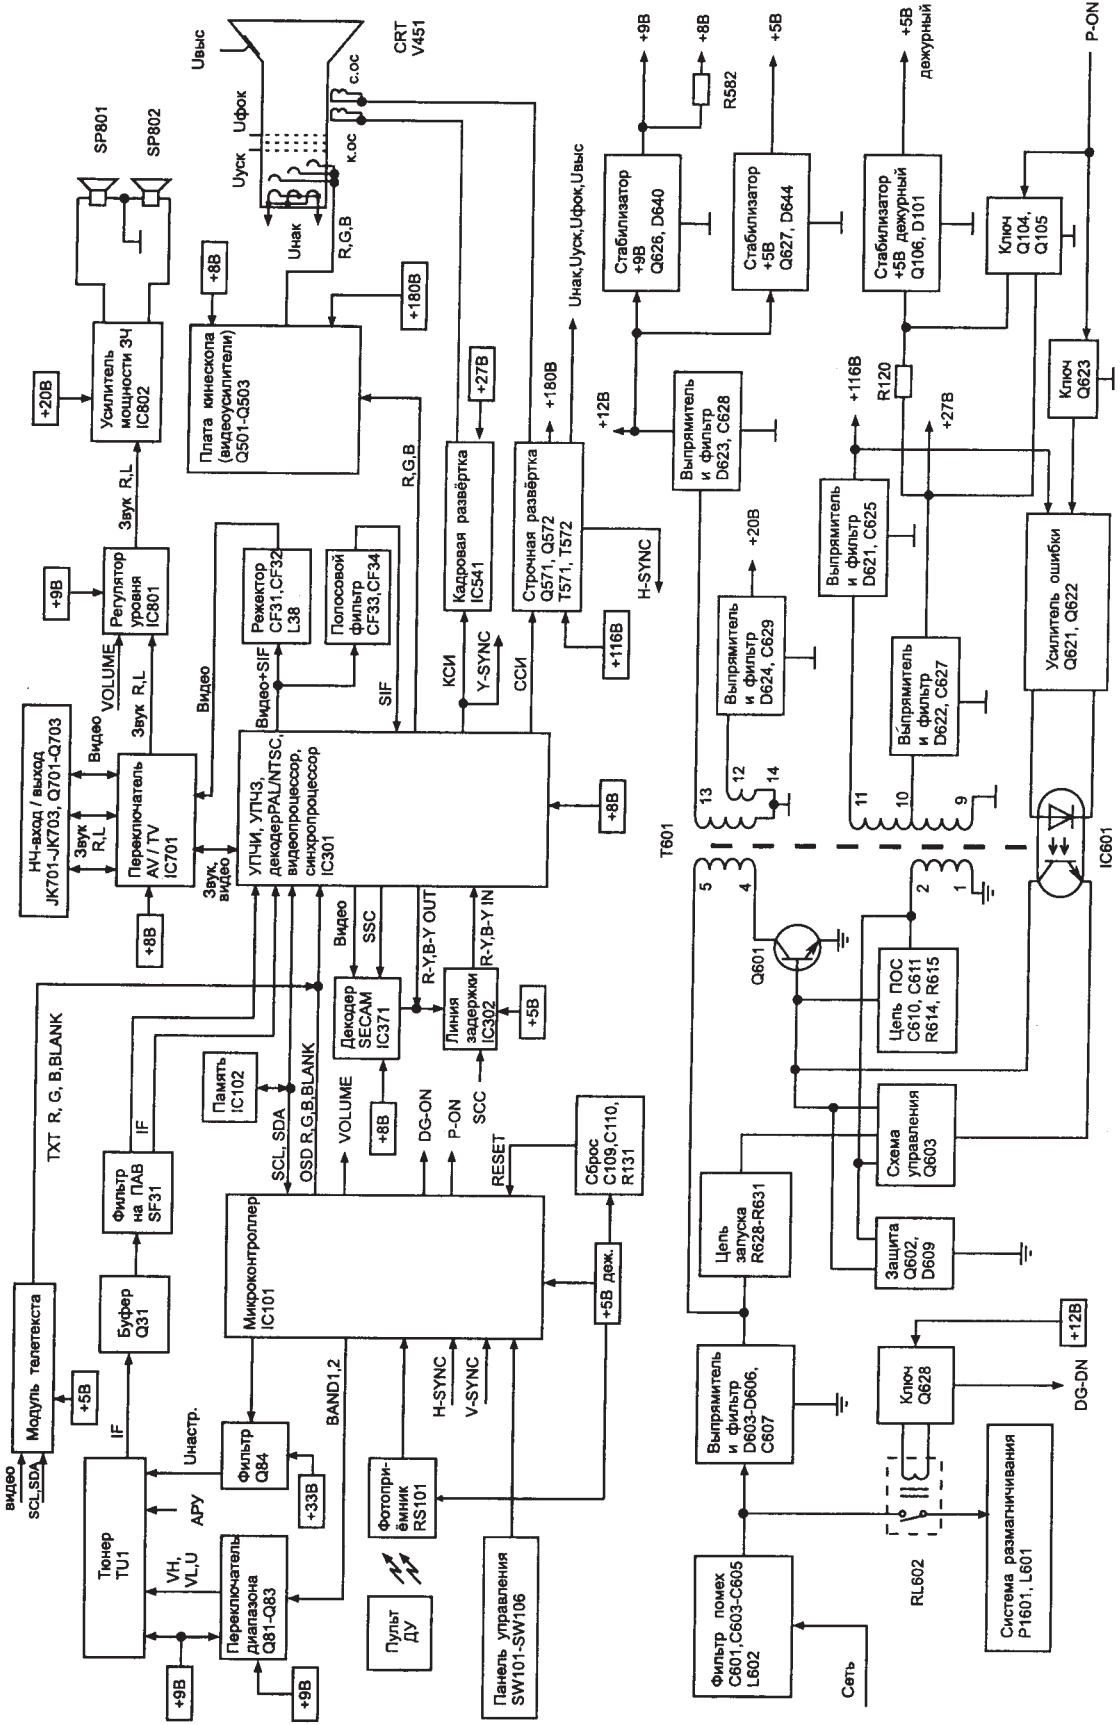 SP801
SP802
Uвыс
Uфок
Uуск
CRT
V451
с.ос
к.ос
Uнак
R,G,B
+8В
+180В
+20В
Усилитель
мощности ЗЧ
IC802
Плата кинескопа
(видеоусилители)
Q501-Q503
Звук R,L
+9В
Регулятор
уровня
IC801
VOLUME
Звук R,L
НЧ-вход / выход
JK701-JK703, Q701-Q703
Видео
Звук
R,L
Переключатель
AV / TV
IC701
+8В
Звук,
видео
Видео
Режектор
CF31,CF32
L38
Полосовой
фильтр
CF33,CF34
Видео+SIF
SIF
R,G,B
+27В
Кадровая развёртка
IC541
КСИ
Y-SYNC
+180В
Uнак,Uуск,Uфок,Uвыс
Строчная развёртка
Q571, Q572
T571, T572
ССИ
H-SYNC
+116В
УПЧИ, УПЧЗ,
декодерPAL/NTSC,
видеопроцессор,
синхропроцессор
IC301
+8В
TXT R, G, B,BLANK
IF
Память
IC102
SCL, SDA
OSD R,G,B,BLANK
Видео
SSC
R-Y,B-Y OUT
R-Y,B-Y IN
Декодер
SECAM
IC371
+8В
Линия
задержки
IC302
+5В
SCC
VOLUME
DG-ON
P-ON
RESET
Сброс
C109,C110,
R131
+5В деж.
Микроконтроллер
IC101
Фильтр
на ПАВ
SF31
Буфер
Q31
Модуль телетекста
+5В
видео
SCL,SDA
IF
Тюнер
TU1
Uнастр.
АРУ
VH,
VL,U
Фильтр
Q84
+33В
BAND1,2
Переключатель
диапазона
Q81-Q83
+9В
+9В
H-SYNC
V-SYNC
Фотопри-
ёмник
RS101
Пульт
ДУ
Панель управления
SW101-SW106
+9В
+8В
R582
+5В
+5В
дежурный
P-ON
Стабилизатор
+9В
Q626, D640
Стабилизатор
+5В
Q627, D644
Стабилизатор
+5В дежурный
Q106, D101
Ключ
Q104,
Q105
Ключ
Q623
+12В
Выпрямитель
и фильтр
D623, C628
+20В
Выпрямитель
и фильтр
D624, C629
+116В
R120
+27В
Выпрямитель
и фильтр
D621, C625
Выпрямитель
и фильтр
D622, C627
Усилитель ошибки
Q621, Q622
T601
13
12
14
11
10
9
5
4
2
1
IC601
Q601
Цепь ПОС
C610, C611
R614, R615
Схема
управления
Q603
Цепь
запуска
R628-R631
Защита
Q602,
D609
Выпрямитель
и фильтр
D603-D606,
C607
Ключ
Q628
+12В
DG-DN
RL602
Фильтр помех
C601,C603-C605
L602
Сеть
Система размагничивания
P1601, L601